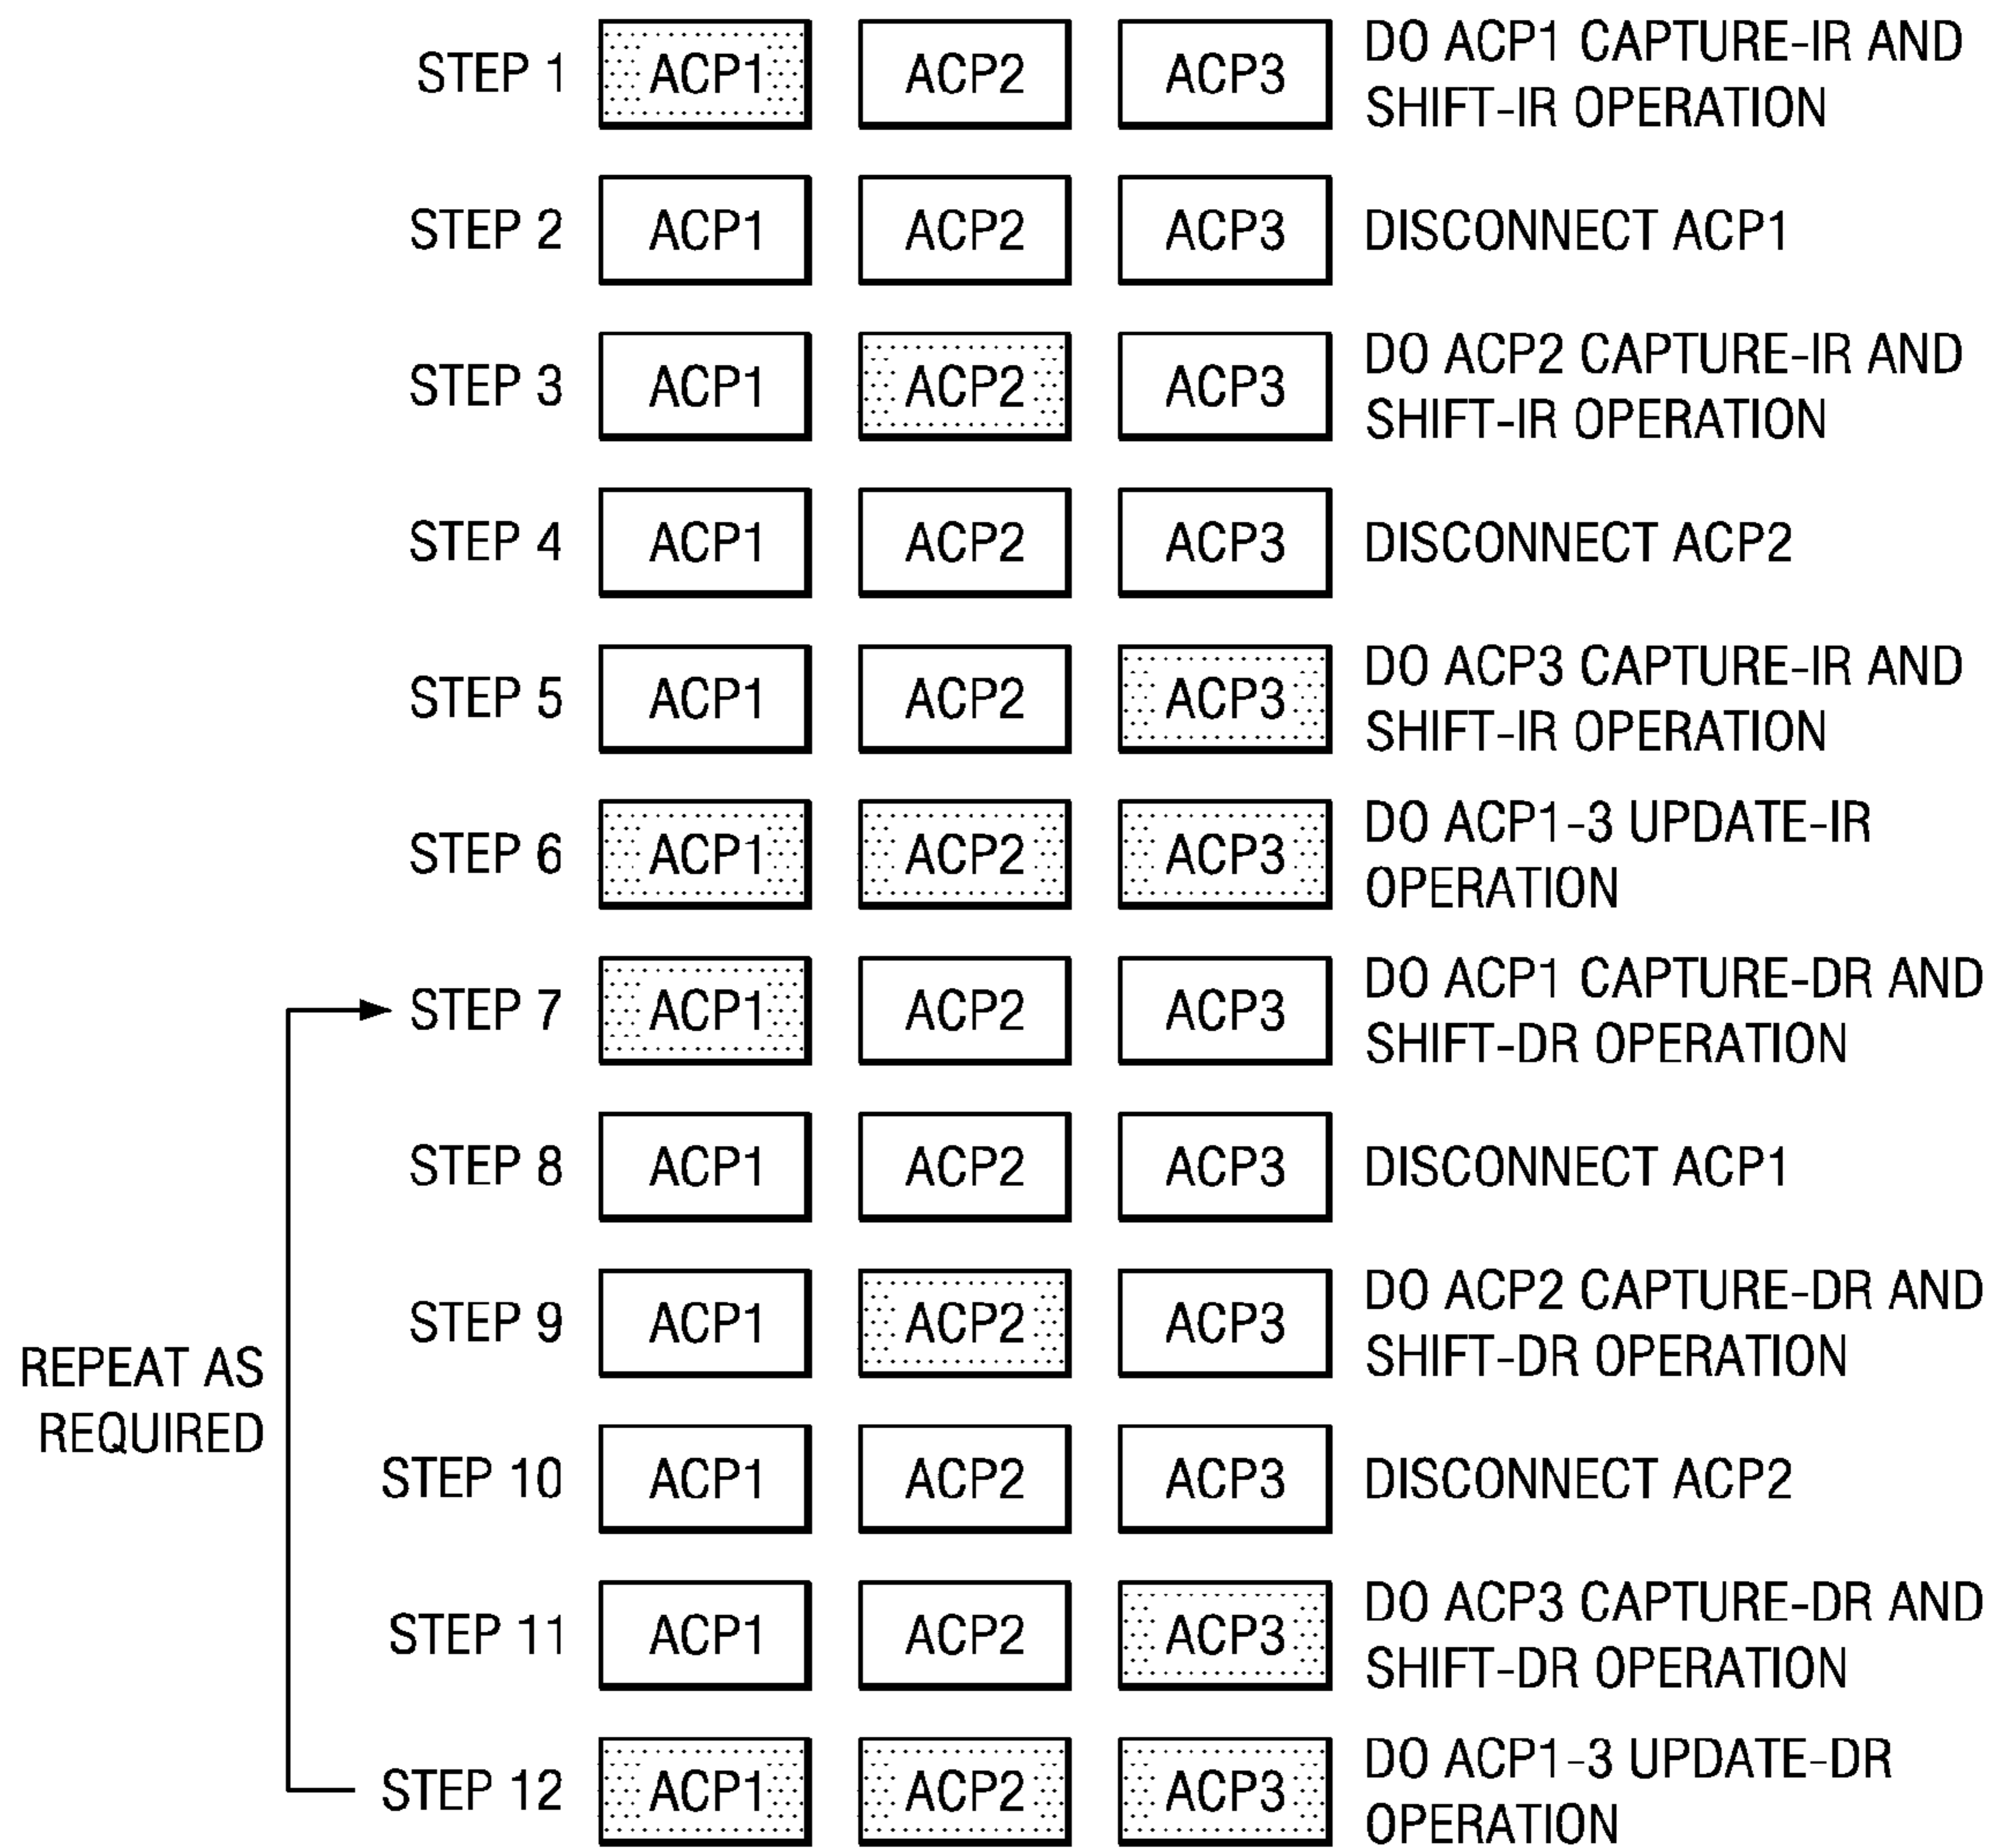 STEP 1 ACP1 ACP2 ACP3 DO ACP1 CAPTURE-IR AND
SHIFT-IR OPERATION
STEP 2 ACP1 ACP2 ACP3 DISCONNECT ACP1
STEP 3 ACP1 ACP2 ACP3 DO ACP2 CAPTURE-IR AND
SHIFT-IR OPERATION
STEP 4 ACP1 ACP2 ACP3 DISCONNECT ACP2
STEP 5 ACP1 ACP2 ACP3 DO ACP3 CAPTURE-IR AND
SHIFT-IR OPERATION
STEP 6 ACP1 ACP2 ACP3 DO ACP1-3 UPDATE-IR
OPERATION
STEP 7 ACP1 ACP2 ACP3 DO ACP1 CAPTURE-DR AND
SHIFT-DR OPERATION
STEP 8 ACP1 ACP2 ACP3 DISCONNECT ACP1
STEP 9 ACP1 ACP2 ACP3 DO ACP2 CAPTURE-DR AND
SHIFT-DR OPERATION
REPEAT AS
REQUIRED
STEP 10 ACP1 ACP2 ACP3 DISCONNECT ACP2
STEP 11 ACP1 ACP2 ACP3 DO ACP3 CAPTURE-DR AND
SHIFT-DR OPERATION
STEP 12 ACP1 ACP2 ACP3 DO ACP1-3 UPDATE-DR
OPERATION